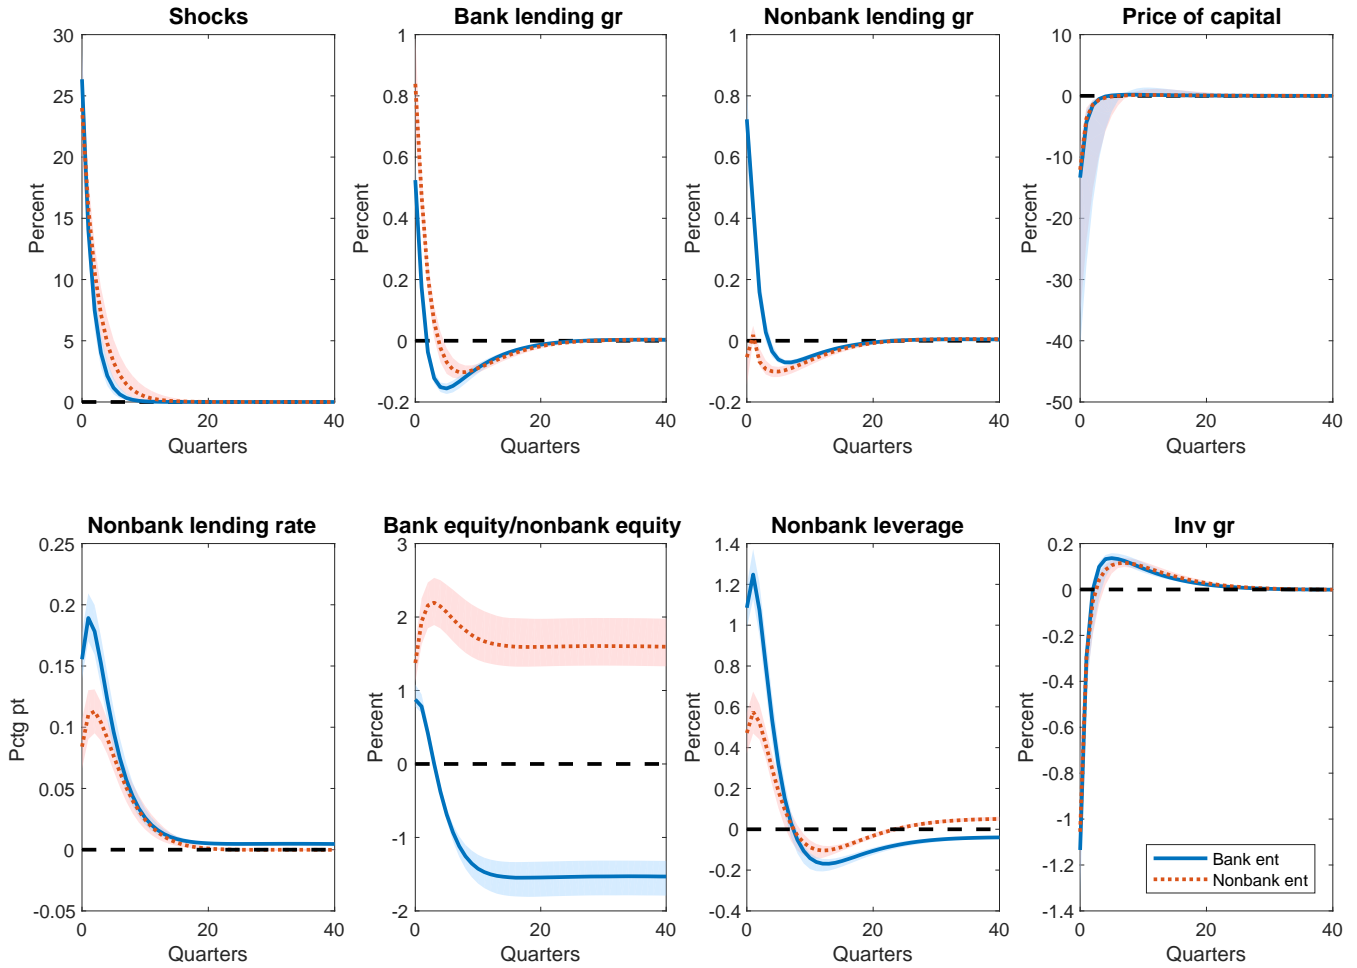 Shocks
Percent
30
25
20
15
10
5
0
0 20 40
Quarters
Bank lending gr
Percent
1
0.8
0.6
0.4
0.2
0
-0.2
0 20 40
Quarters
Nonbank lending gr
Percent
1
0.8
0.6
0.4
0.2
0
-0.2
0 20 40
Quarters
Price of capital
Percent
10
0
-10
-20
-30
-40
-50
0 20 40
Quarters
Nonbank lending rate
Pctg pt
0.25
0.2
0.15
0.1
0.05
0
-0.05
0 20 40
Quarters
Bank equity/nonbank equity
Percent
3
2
1
0
-1
-2
0 20 40
Quarters
Nonbank leverage
Percent
1.4
1.2
1
0.8
0.6
0.4
0.2
0
-0.2
-0.4
0 20 40
Quarters
Inv gr
Percent
0.2
0
-0.2
-0.4
-0.6
-0.8
-1
-1.2
-1.4
0 20 40
Quarters
Bank ent
Nonbank ent